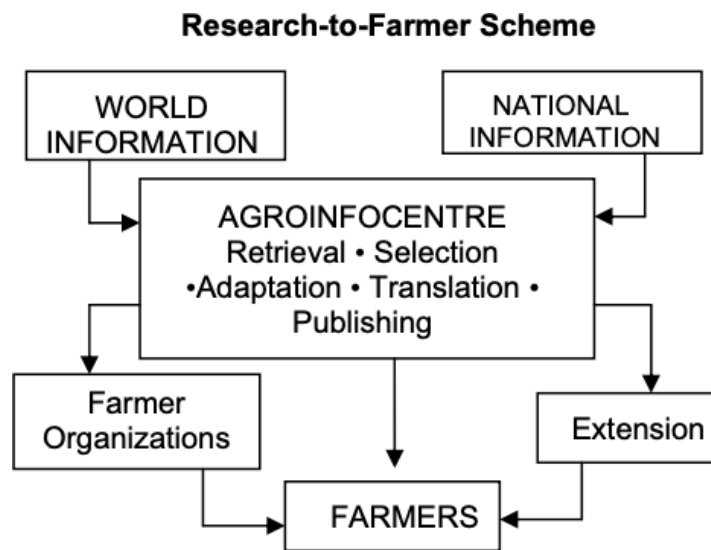 Research-to-Farmer Scheme
WORLD
INFORMATION
NATIONAL
INFORMATION
AGROINFOCENTRE
Retrieval • Selection
•Adaptation • Translation •
Publishing
Farmer
Organizations
Extension
FARMERS